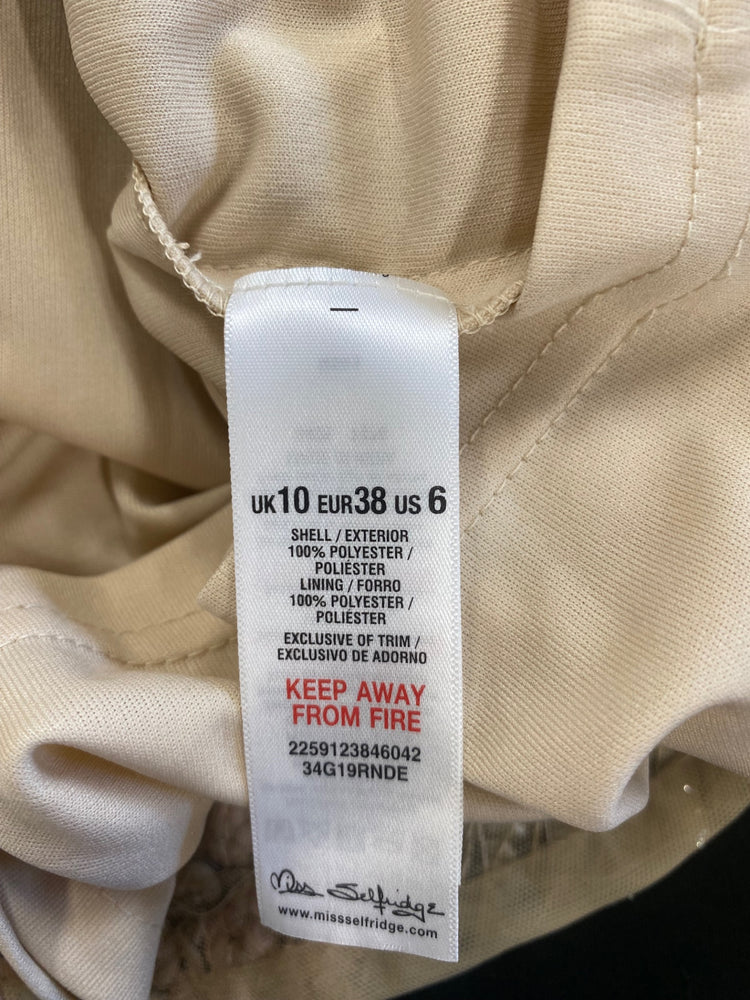 UK10 EUR38 US 6
SHELL / EXTERIOR
100% POLYESTER /
POLIÉSTER
LINING / FORRO
100% POLYESTER /
POLIÉSTER
EXCLUSIVE OF TRIM /
EXCLUSIVO DE ADORNO
KEEP AWAY
FROM FIRE
2259123846042
34G19RNDE
Miss Selfridge
www.missselfridge.com